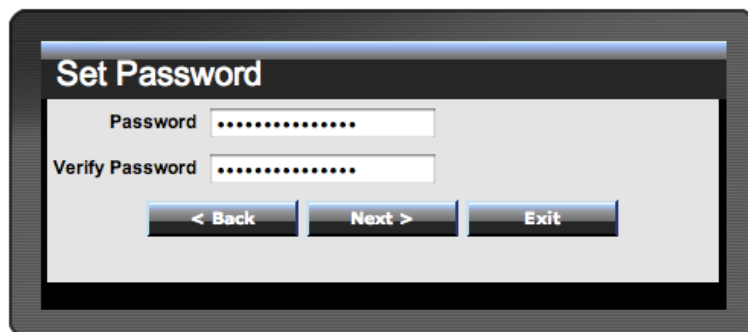 Set Password
Password •••••••••••••••
Verify Password •••••••••••••••
< Back Next > Exit